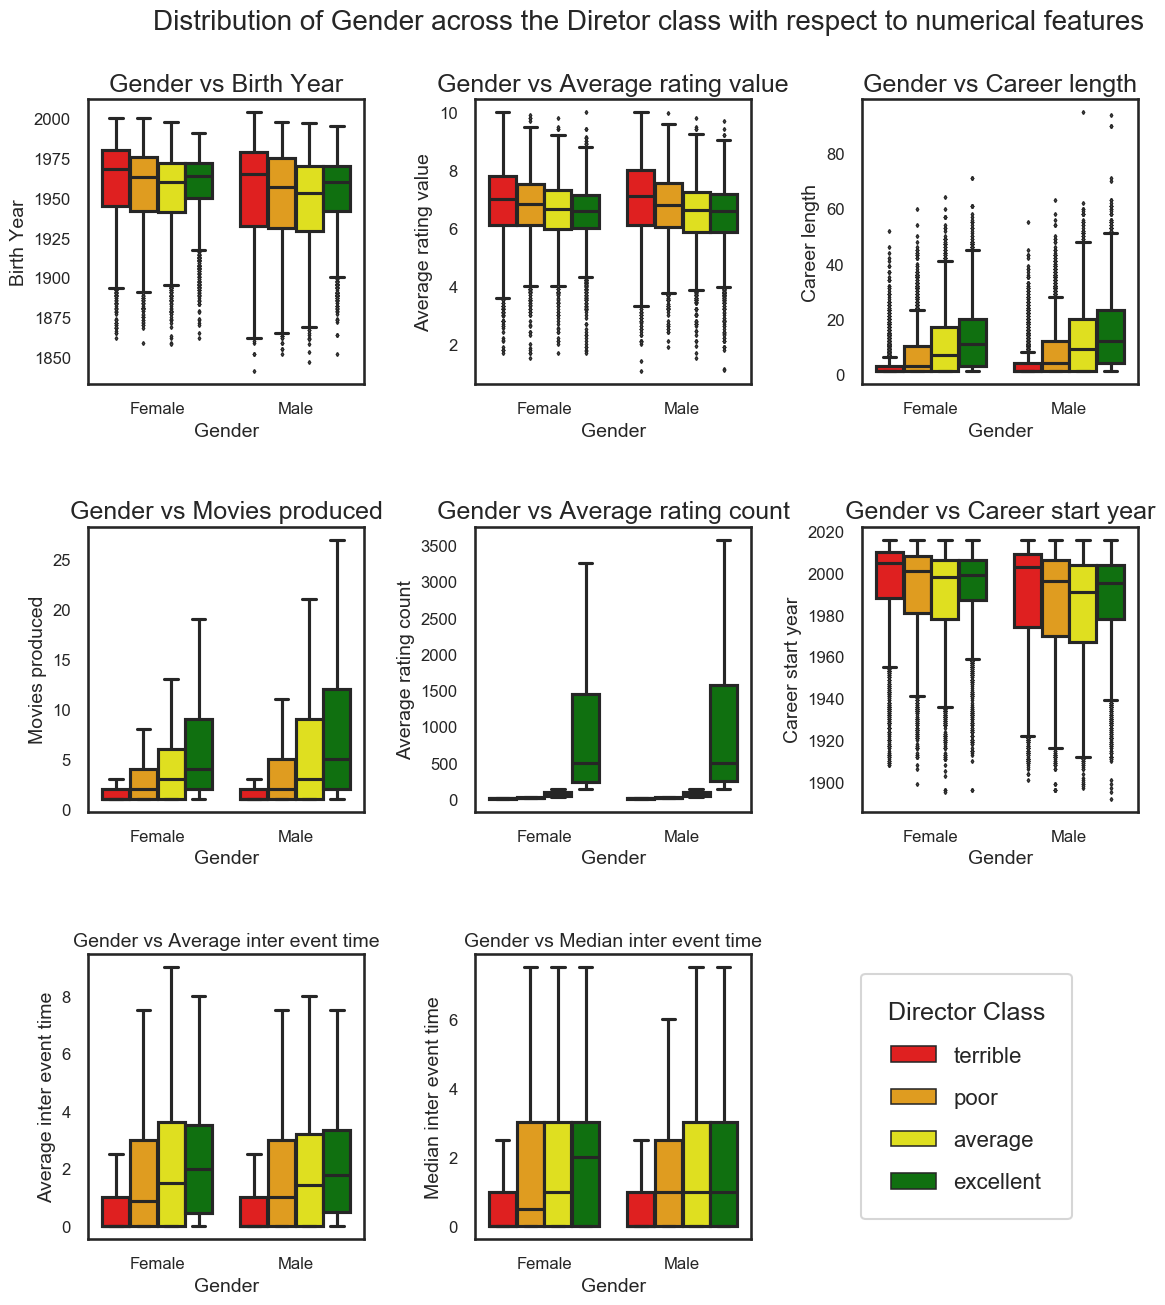 Distribution of Gender across the Diretor class with respect to numerical features
Gender vs Birth Year
Birth Year
2000
1975
1950
1925
1900
1875
1850
Female Male
Gender
Gender vs Average rating value
Average rating value
10
8
6
4
2
Female Male
Gender
Gender vs Career length
Career length
80
60
40
20
0
Female Male
Gender
Gender vs Movies produced
Movies produced
25
20
15
10
5
0
Female Male
Gender
Gender vs Average rating count
Average rating count
3500
3000
2500
2000
1500
1000
500
0
Female Male
Gender
Gender vs Career start year
Career start year
2020
2000
1980
1960
1940
1920
1900
Female Male
Gender
Gender vs Average inter event time
Average inter event time
8
6
4
2
0
Female Male
Gender
Gender vs Median inter event time
Median inter event time
6
4
2
0
Female Male
Gender
Director Class
terrible
poor
average
excellent